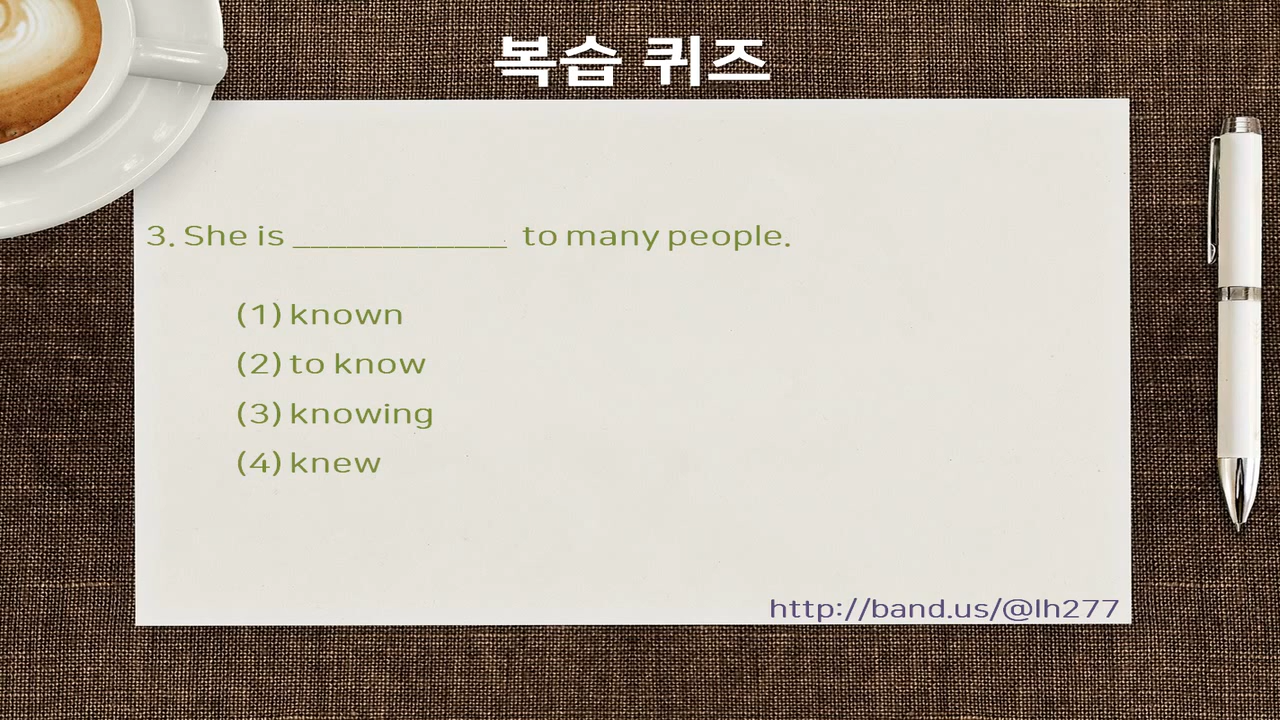 복습 퀴즈
3. She is ____________ to many people.
(1) known
(2) to know
(3) knowing
(4) knew
http://band.us/@lh277